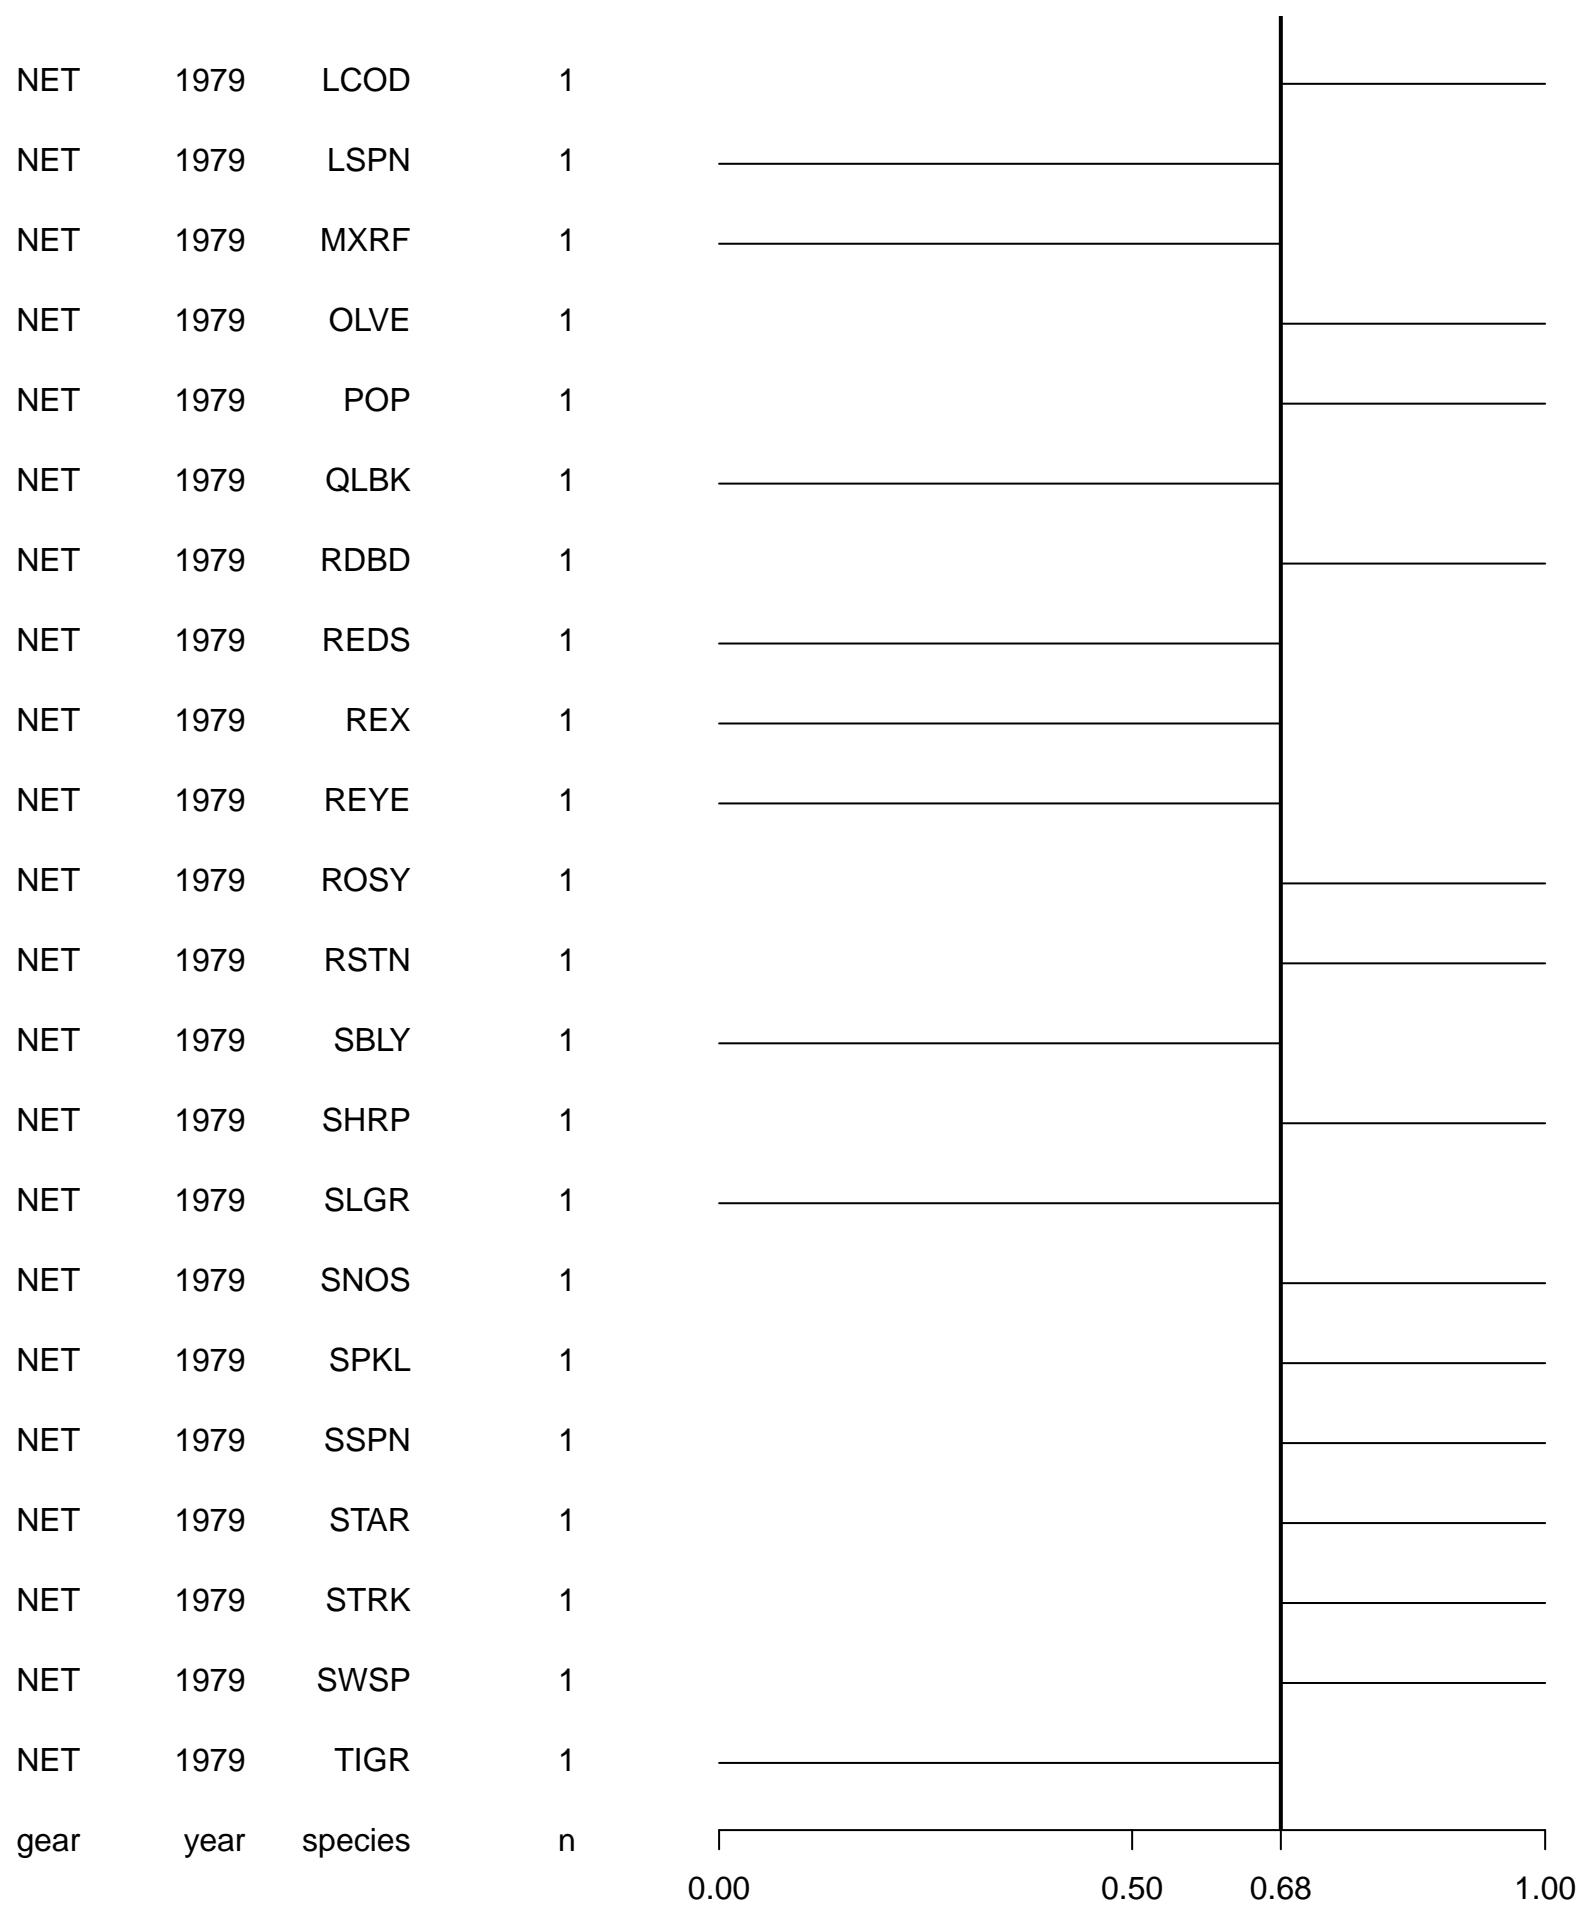 NET 1979 LCOD 1
NET 1979 LSPN 1
NET 1979 MXRF 1
NET 1979 OLVE 1
NET 1979 POP 1
NET 1979 QLBK 1
NET 1979 RDBD 1
NET 1979 REDS 1
NET 1979 REX 1
NET 1979 REYE 1
NET 1979 ROSY 1
NET 1979 RSTN 1
NET 1979 SBLY 1
NET 1979 SHRP 1
NET 1979 SLGR 1
NET 1979 SNOS 1
NET 1979 SPKL 1
NET 1979 SSPN 1
NET 1979 STAR 1
NET 1979 STRK 1
NET 1979 SWSP 1
NET 1979 TIGR 1
gear year species n
0.00 0.50 0.68 1.00